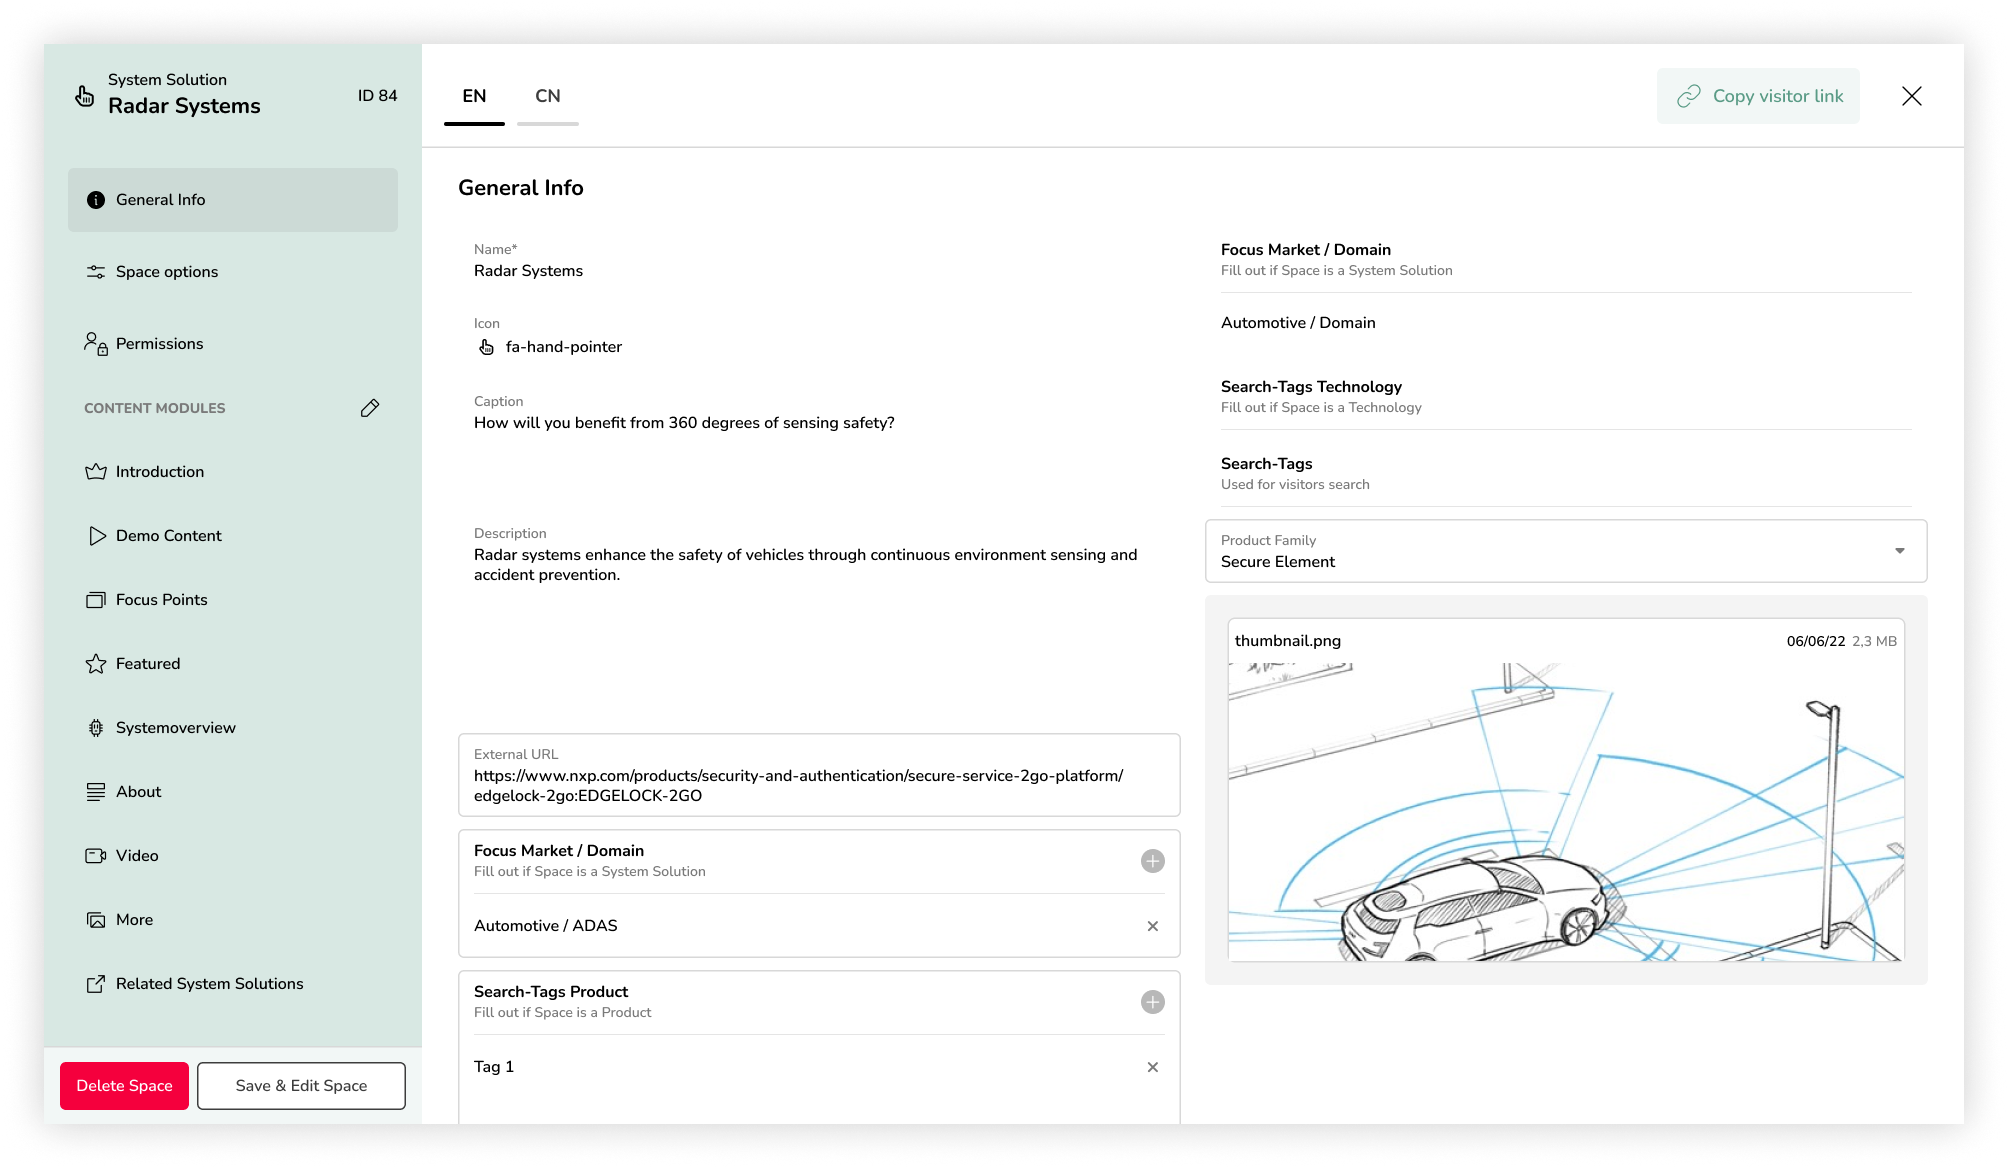 System Solution
Radar Systems
ID 84
General Info
Space options
Permissions
CONTENT MODULES
Introduction
Demo Content
Focus Points
Featured
Systemoverview
About
Video
More
Related System Solutions
Delete Space
Save & Edit Space
EN
CN
Copy visitor link
General Info
Name*
Radar Systems
Icon
fa-hand-pointer
Caption
How will you benefit from 360 degrees of sensing safety?
Description
Radar systems enhance the safety of vehicles through continuous environment sensing and
accident prevention.
External URL
https://www.nxp.com/products/security-and-authentication/secure-service-2go-platform/
edgelock-2go:EDGELOCK-2GO
Focus Market / Domain
Fill out if Space is a System Solution
Automotive / ADAS
Search-Tags Product
Fill out if Space is a Product
Tag 1
Focus Market / Domain
Fill out if Space is a System Solution
Automotive / Domain
Search-Tags Technology
Fill out if Space is a Technology
Search-Tags
Used for visitors search
Product Family
Secure Element
thumbnail.png
06/06/22 2,3 MB